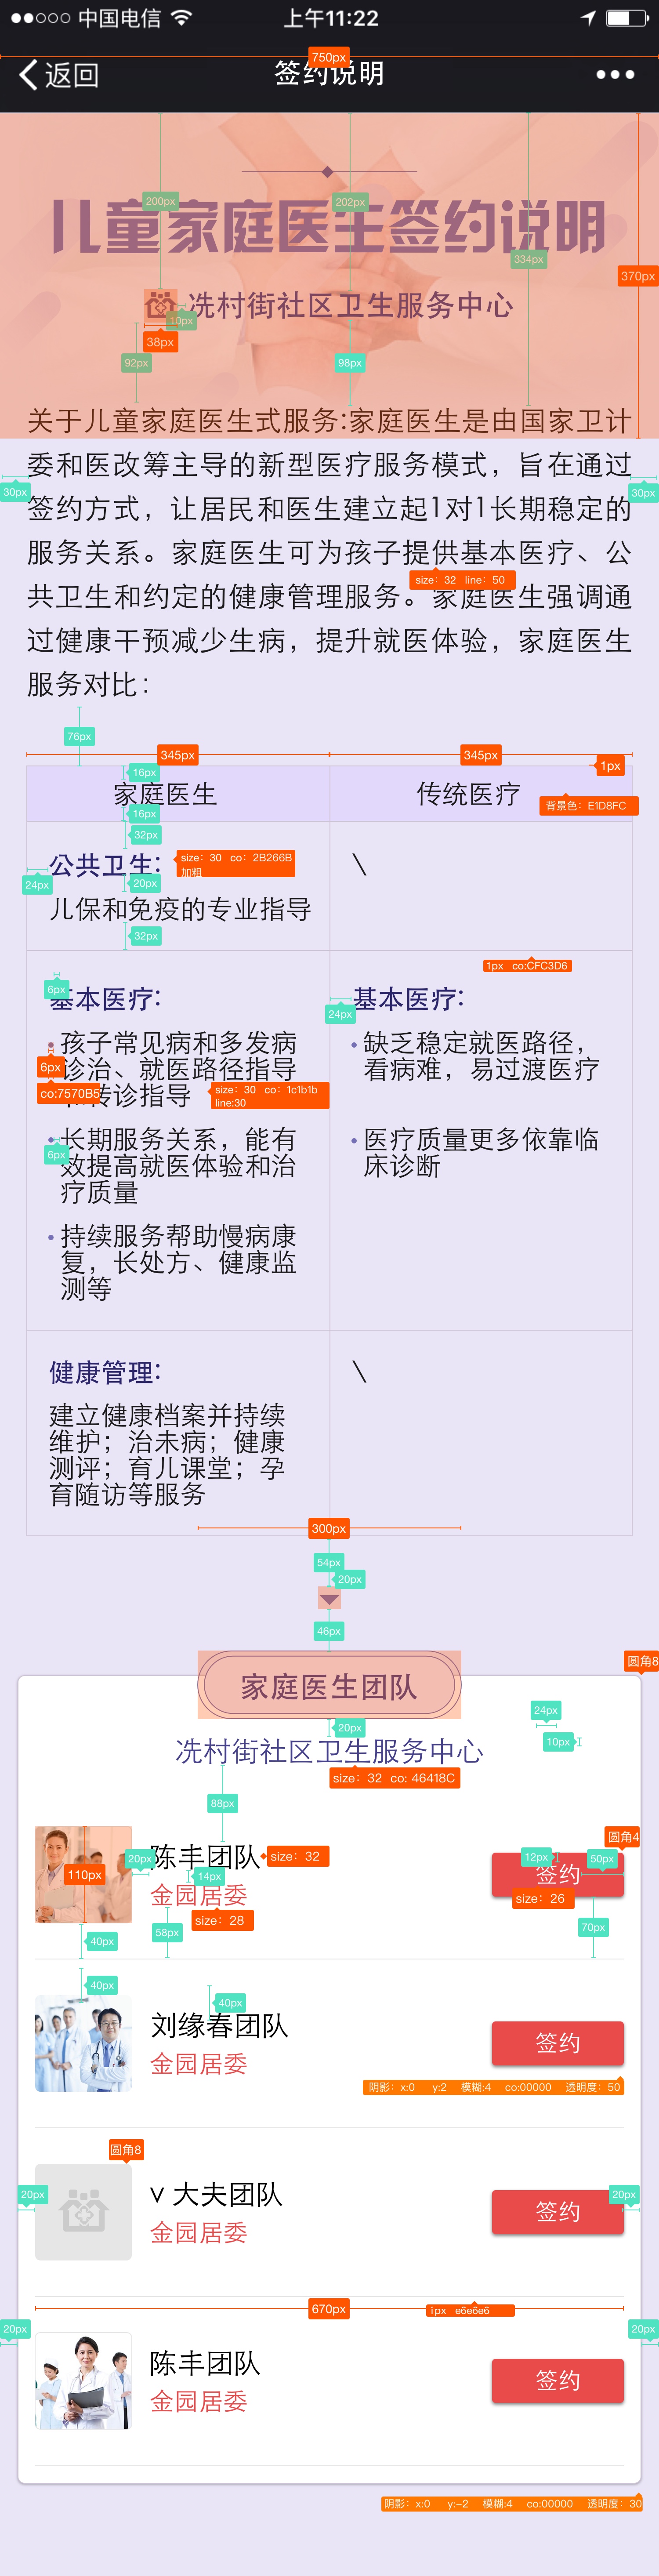 中国电信 上午11:22
750px
返回 签约说明
200px 202px
儿童家庭医生签约说明
334px
370px
冼村街社区卫生服务中心
10px
38px
92px 98px
关于儿童家庭医生式服务:家庭医生是由国家卫计
委和医改筹主导的新型医疗服务模式，旨在通过
30px 30px
签约方式，让居民和医生建立起1对1长期稳定的
服务关系。家庭医生可为孩子提供基本医疗、公
size：32 line：50
共卫生和约定的健康管理服务。家庭医生强调通
过健康干预减少生病，提升就医体验，家庭医生
服务对比：
76px
345px 345px
1px
16px
家庭医生 传统医疗
背景色：E1D8FC
16px
32px
公共卫生: \
size：30 co：2B266B
加粗
24px 20px
儿保和免疫的专业指导
32px
1px co:CFC3D6
6px
基本医疗: 基本医疗:
24px
孩子常见病和多发病 缺乏稳定就医路径，
诊治、就医路径指导 看病难，易过渡医疗
6px
co:7570B5
转诊指导
size：30 co：1c1b1b
line:30
长期服务关系，能有 医疗质量更多依靠临
6px
效提高就医体验和治 床诊断
疗质量
持续服务帮助慢病康
复，长处方、健康监
测等
健康管理: \
建立健康档案并持续
维护；治未病；健康
测评；育儿课堂；孕
育随访等服务
300px
54px
20px
46px
圆角8
家庭医生团队
24px
20px
10px
冼村街社区卫生服务中心
size：32 co: 46418C
88px
圆角4
陈丰团队
size：32
110px 20px 12px 50px
签约
14px
金园居委
size：28
size：26
58px 70px
40px
40px
40px
刘缘春团队
签约
金园居委
阴影：x:0 y:2 模糊:4 co:00000 透明度：50
圆角8
20px 20px
v 大夫团队
签约
金园居委
670px
1px e6e6e6
20px 20px
陈丰团队
签约
金园居委
阴影：x:0 y:-2 模糊:4 co:00000 透明度：30